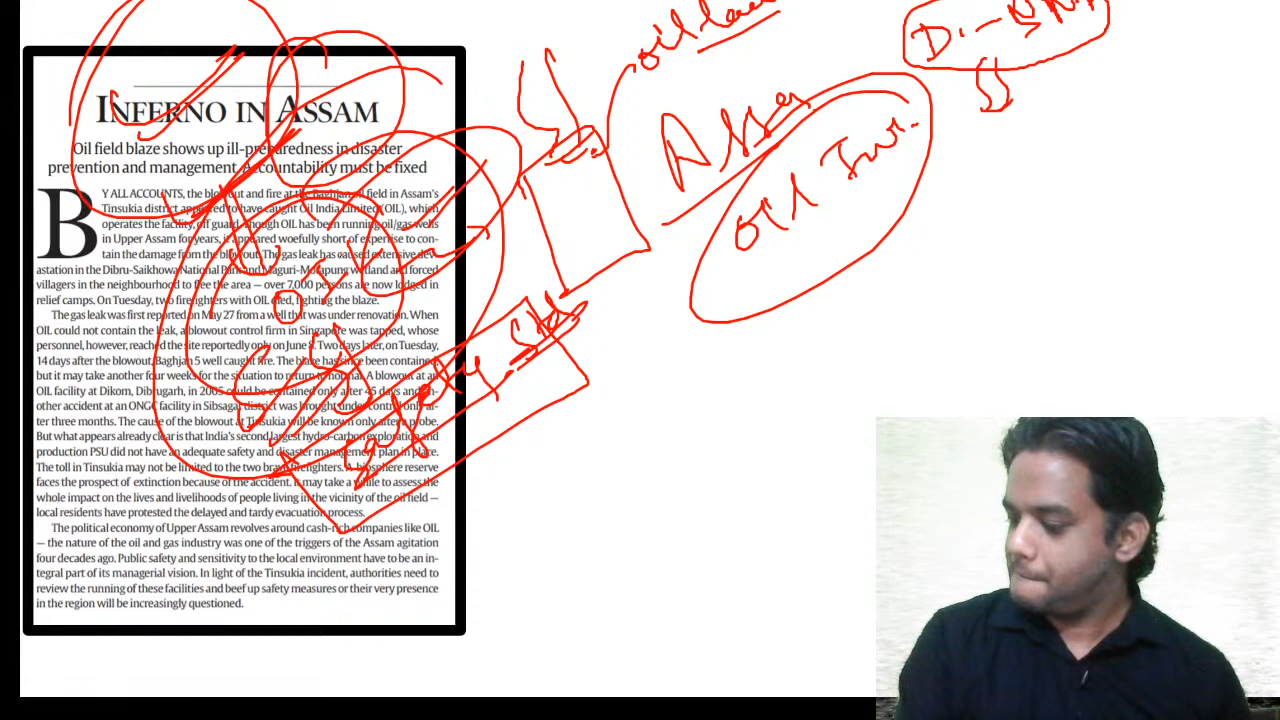 INFERNO IN ASSAM
Oil field blaze shows up ill-preparedness in disaster
prevention and management. Accountability must be fixed
BY ALL ACCOUNTS, the blowout and fire at the Baghjan oil field in Assam's
Tinsukia district appeared to have caught Oil India Limited (OIL), which
operates the facility, off guard. Though OIL has been running oil/gas wells
in Upper Assam for years, it appeared woefully short of expertise to con-
tain the damage from the blowout. The gas leak has caused extensive dev-
astation in the Dibru-Saikhowa National Park and Maguri-Motapung wetland and forced
villagers in the neighbourhood to flee the area — over 7,000 persons are now lodged in
relief camps. On Tuesday, two firefighters with OIL died, fighting the blaze.
The gas leak was first reported on May 27 from a well that was under renovation. When
OIL could not contain the leak, a blowout control firm in Singapore was tapped, whose
personnel, however, reached the site reportedly only on June 8. Two days later, on Tuesday,
14 days after the blowout, Baghjan 5 well caught fire. The blaze has since been contained,
but it may take another four weeks for the situation to return to normal. A blowout at an
OIL facility at Dikom, Dibrugarh, in 2005 could be contained only after 45 days and an-
other accident at an ONGC facility in Sibsagar district was brought under control only af-
ter three months. The cause of the blowout at Tinsukia will be known only after a probe.
But what appears already clear is that India's second largest hydro-carbon exploration and
production PSU did not have an adequate safety and disaster management plan in place.
The toll in Tinsukia may not be limited to the two brave firefighters. A biosphere reserve
faces the prospect of extinction because of the accident. It may take a while to assess the
whole impact on the lives and livelihoods of people living in the vicinity of the oil field —
local residents have protested the delayed and tardy evacuation process.
The political economy of Upper Assam revolves around cash-rich companies like OIL
— the nature of the oil and gas industry was one of the triggers of the Assam agitation
four decades ago. Public safety and sensitivity to the local environment have to be an in-
tegral part of its managerial vision. In light of the Tinsukia incident, authorities need to
review the running of these facilities and beef up safety measures or their very presence
in the region will be increasingly questioned.
oil
Oil
Safety